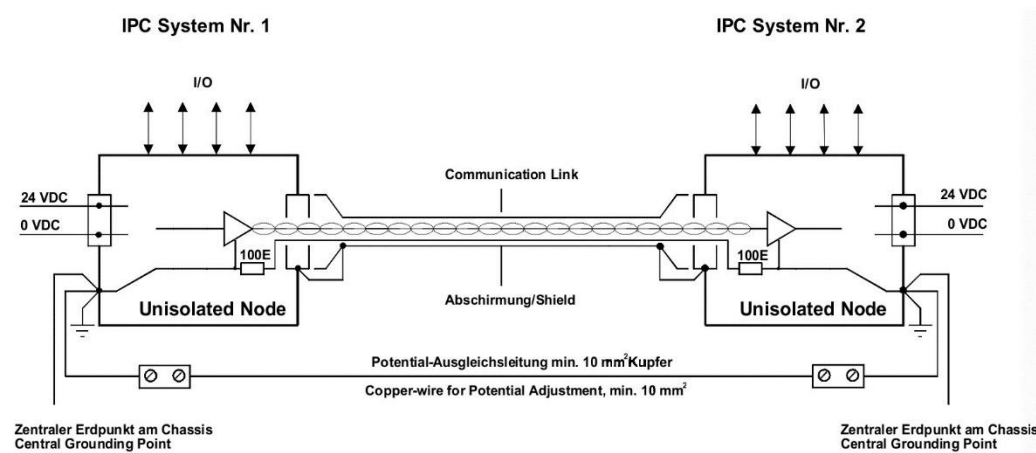 IPC System Nr. 1
IPC System Nr. 2
I/O
I/O
Communication Link
24 VDC
24 VDC
0 VDC
0 VDC
100E
100E
Abschirmung/Shield
Unisolated Node
Unisolated Node
Potential-Ausgleichsleitung min. 10 mm²Kupfer
Copper-wire for Potential Adjustment, min. 10 mm²
Zentraler Erdpunkt am Chassis
Central Grounding Point
Zentraler Erdpunkt am Chassis
Central Grounding Point